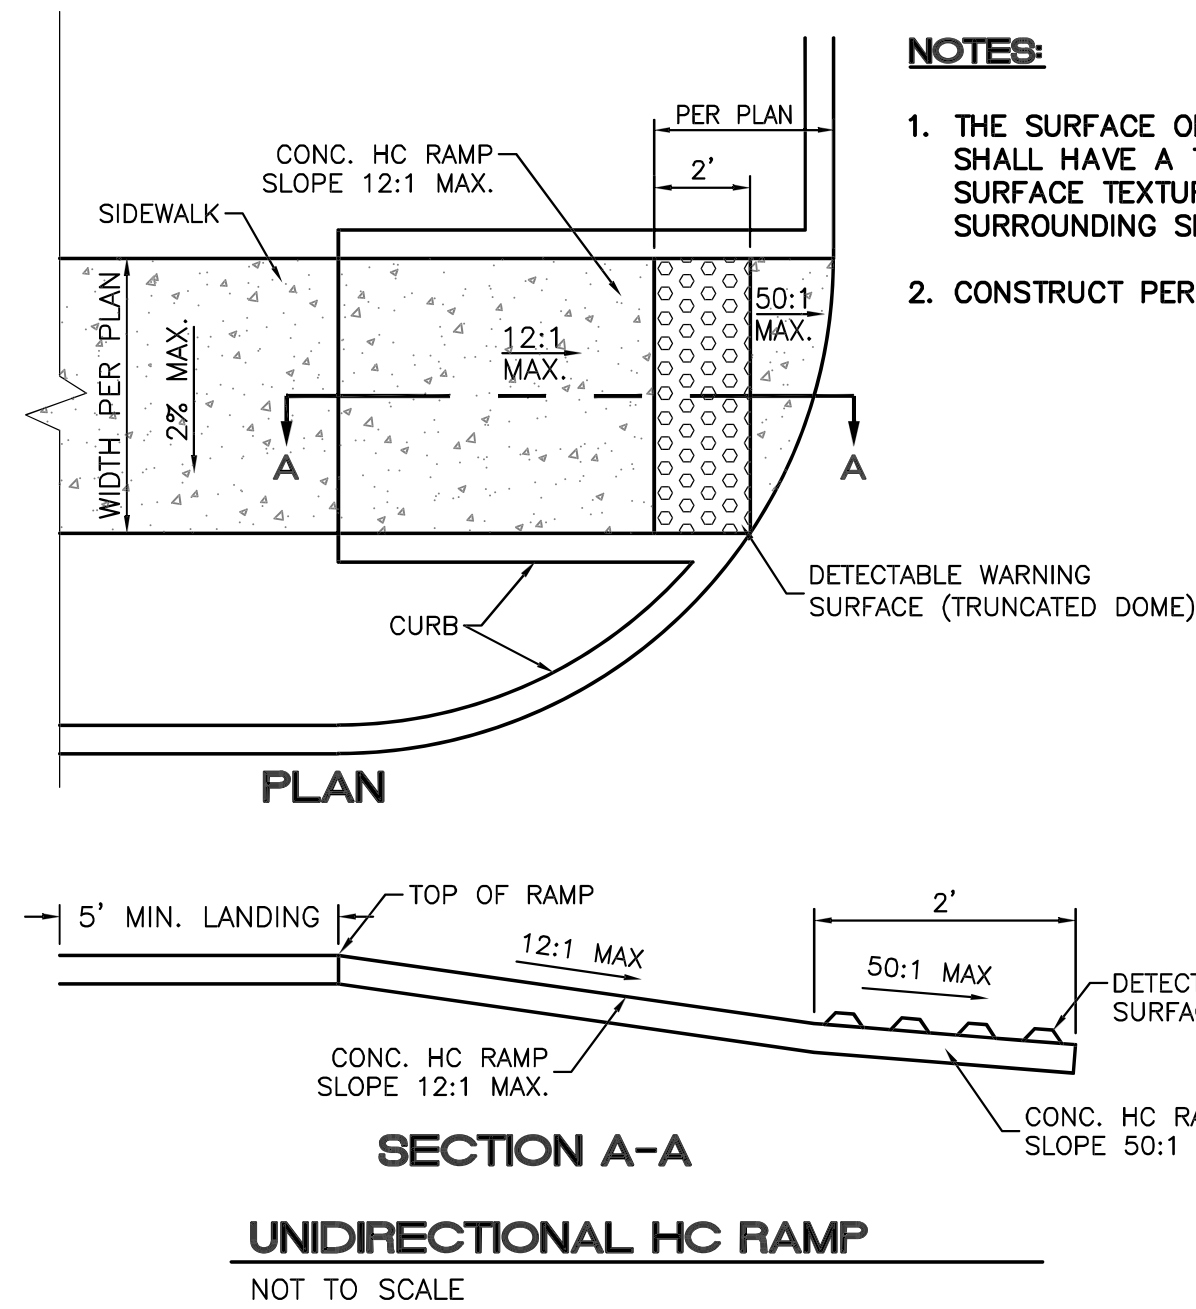 NOTES:
1. THE SURFACE
SHALL HAVE A
SURFACE
SURROUNDING
2. CONSTRUCT PER
PER PLAN
2'
CONC. HC RAMP
SLOPE 12:1 MAX.
SIDEWALK
WIDTH PER PLAN
2% MAX.
12:1
MAX.
50:1
MAX.
A
A
DETECTABLE WARNING
SURFACE (TRUNCATED DOME)
CURB
PLAN
5' MIN. LANDING
TOP OF RAMP
12:1 MAX
2'
50:1 MAX
CONC. HC RAMP
SLOPE 12:1 MAX.
CONC. HC
SLOPE 50:1
SECTION A-A
UNIDIRECTIONAL HC RAMP
NOT TO SCALE